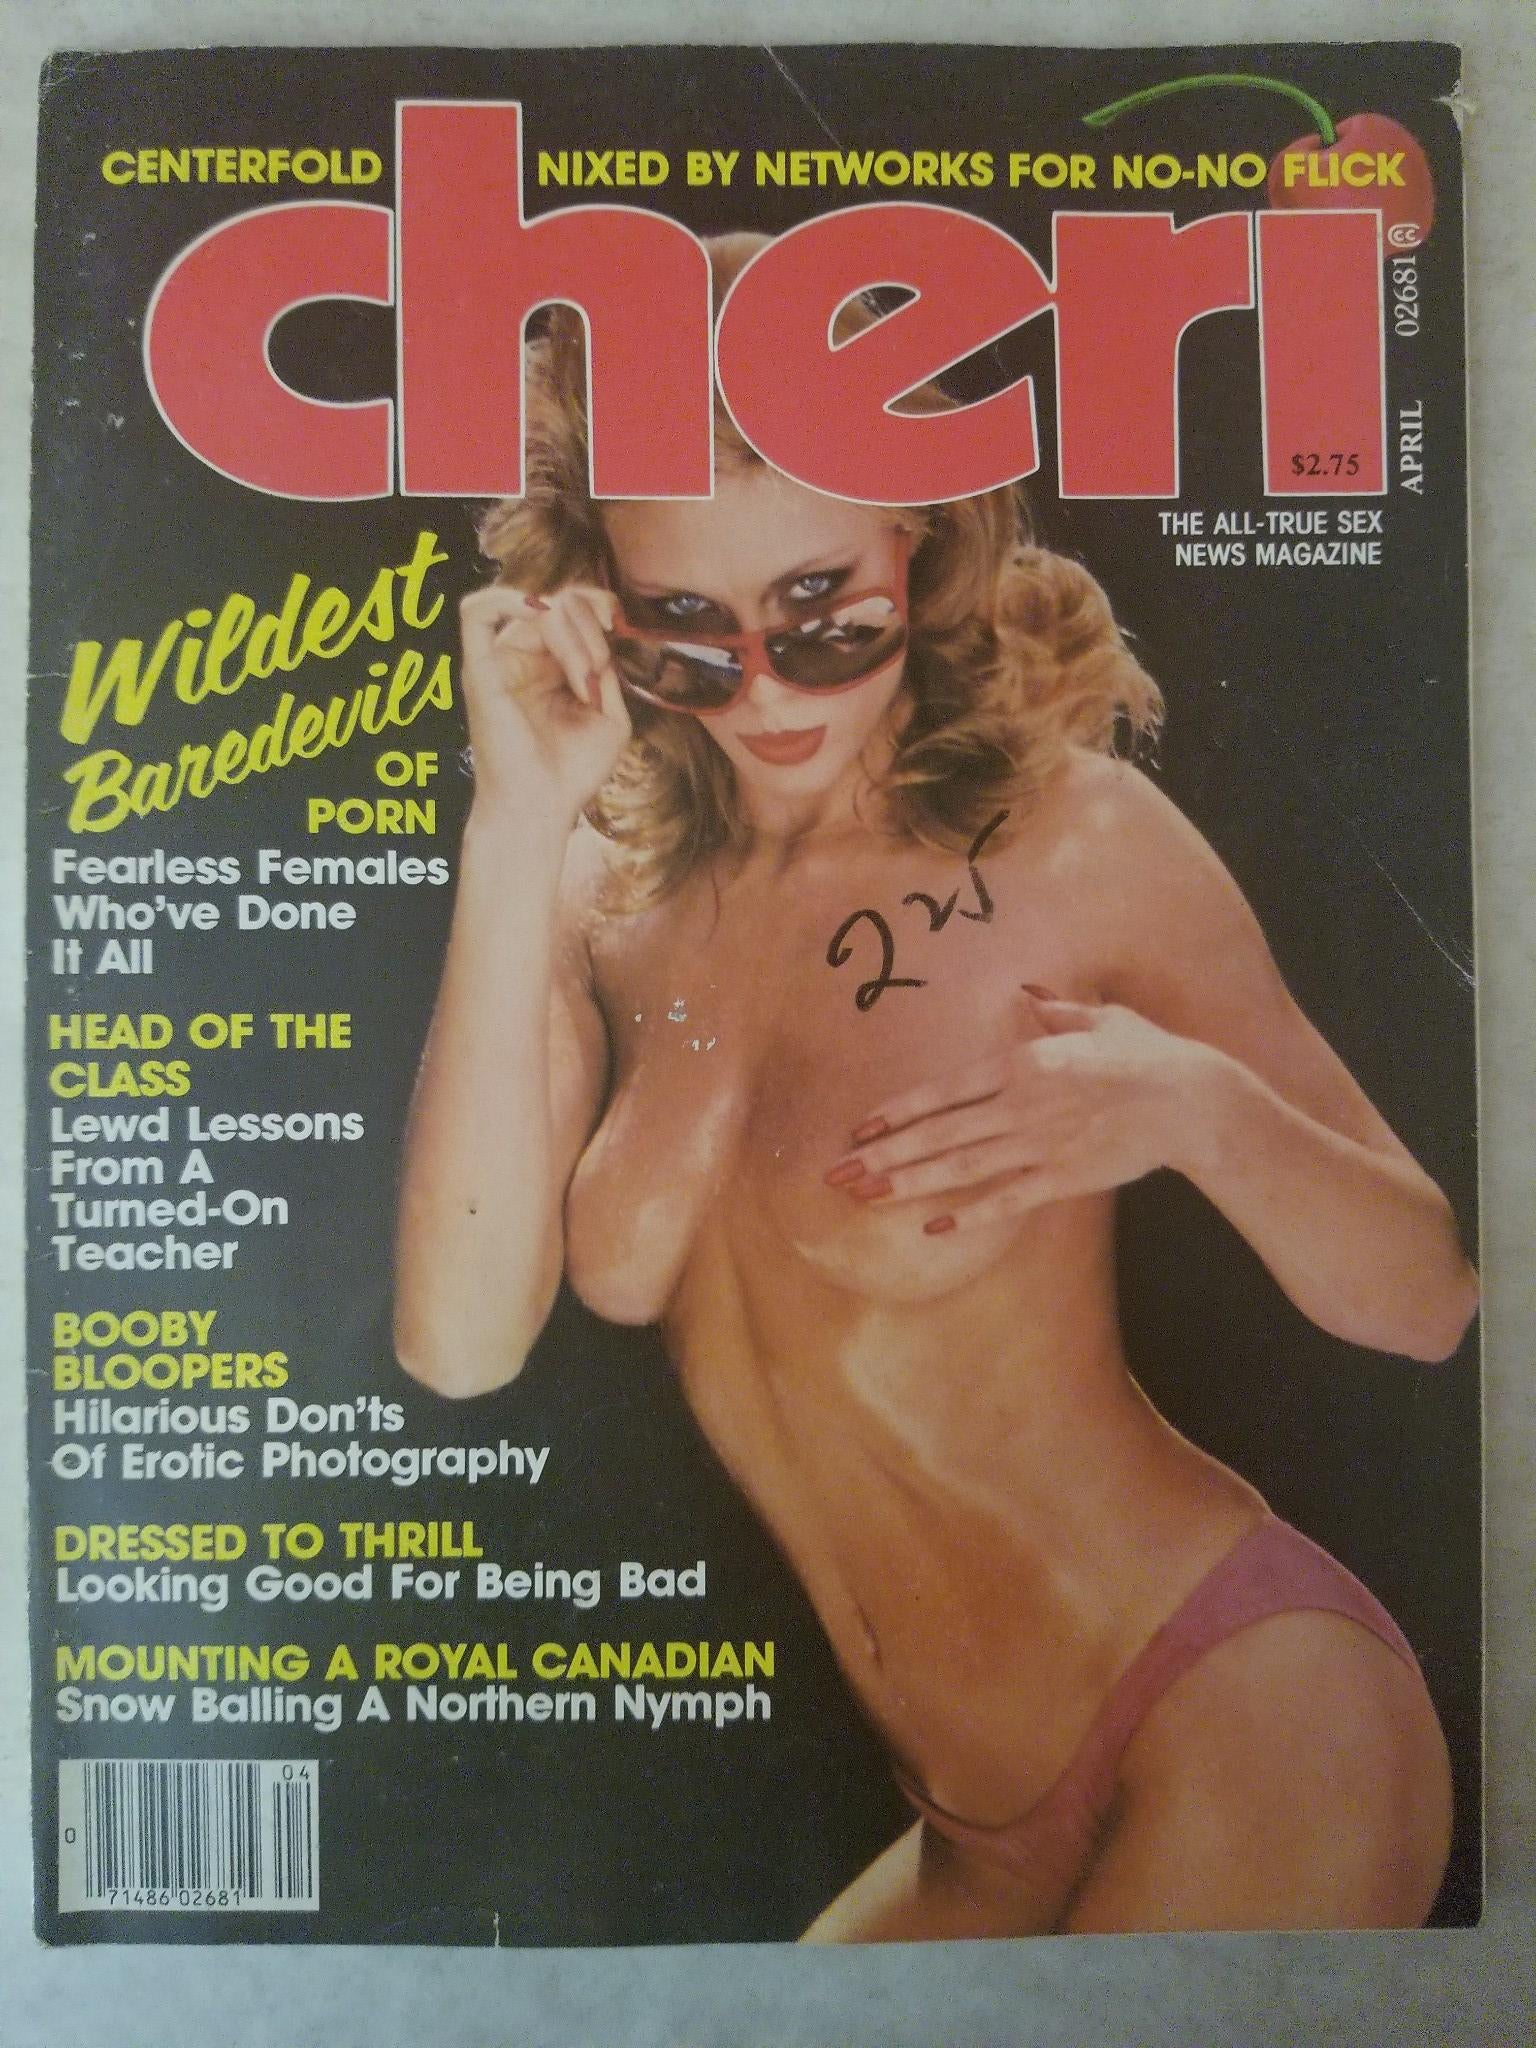 CENTERFOLD NIXED BY NETWORKS FOR NO-NO FLICK
cheri
$2.75
APRIL 02681
CC
THE ALL-TRUE SEX
NEWS MAGAZINE
Wildest
Baredevils
OF
PORN
Fearless Females
Who've Done
It All
HEAD OF THE
CLASS
Lewd Lessons
From A
Turned-On
Teacher
BOOBY
BLOOPERS
Hilarious Don'ts
Of Erotic Photography
DRESSED TO THRILL
Looking Good For Being Bad
MOUNTING A ROYAL CANADIAN
Snow Balling A Northern Nymph
225
04
0 71486 02681